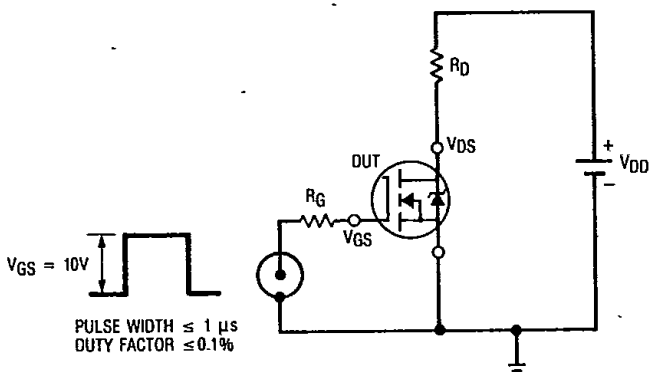 RD
VDS
DUT
+
VDD
−
RG
VGS
VGS = 10V
PULSE WIDTH ≤ 1 µs
DUTY FACTOR ≤ 0.1%